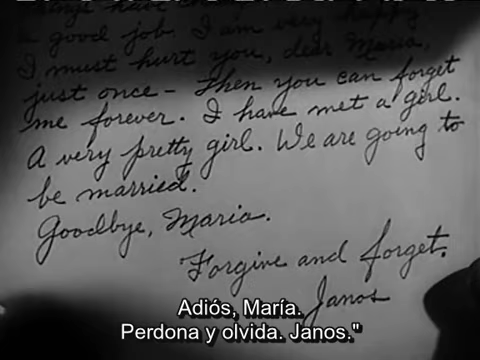 things have
a good job. I am very happy.
I must hurt you, dear Maria,
just once - Then you can forget
me forever. I have met a girl.
A very pretty girl. We are going to
be married.
Goodbye, Maria.
Forgive and forget.
Janos
Adiós, María.
Perdona y olvida. Janos."